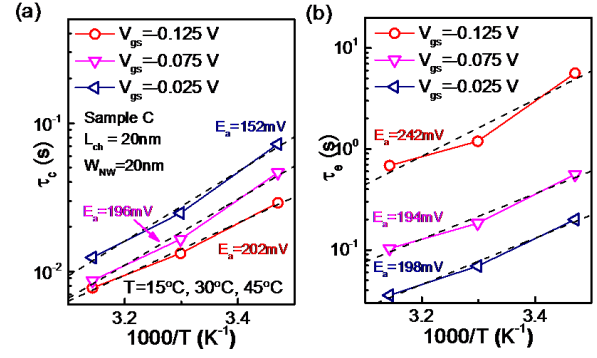 (a)
V_gs=-0.125 V
V_gs=-0.075 V
V_gs=-0.025 V
Sample C
L_ch = 20nm
W_NW=20nm
E_a=152mV
E_a=196mV
E_a=202mV
T=15°C, 30°C, 45°C
10^-1
10^-2
τ_c (s)
3.2
3.4
1000/T (K^-1)
(b)
V_gs=-0.125 V
V_gs=-0.075 V
V_gs=-0.025 V
E_a=242mV
E_a=194mV
E_a=198mV
10^1
10^0
10^-1
τ_e (s)
3.2
3.4
1000/T (K^-1)